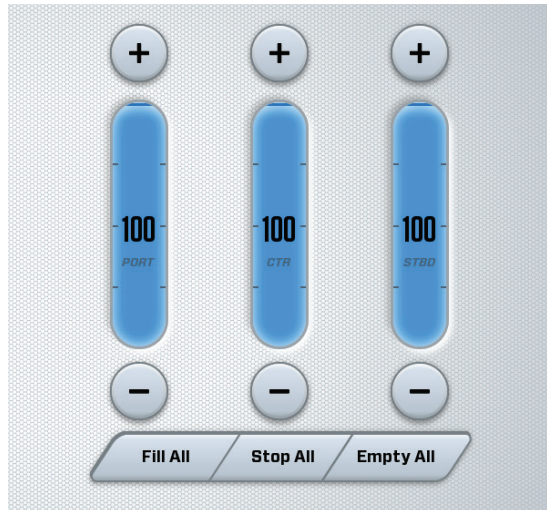 + + +
100 100 100
PORT CTR STBD
- - -
Fill All Stop All Empty All